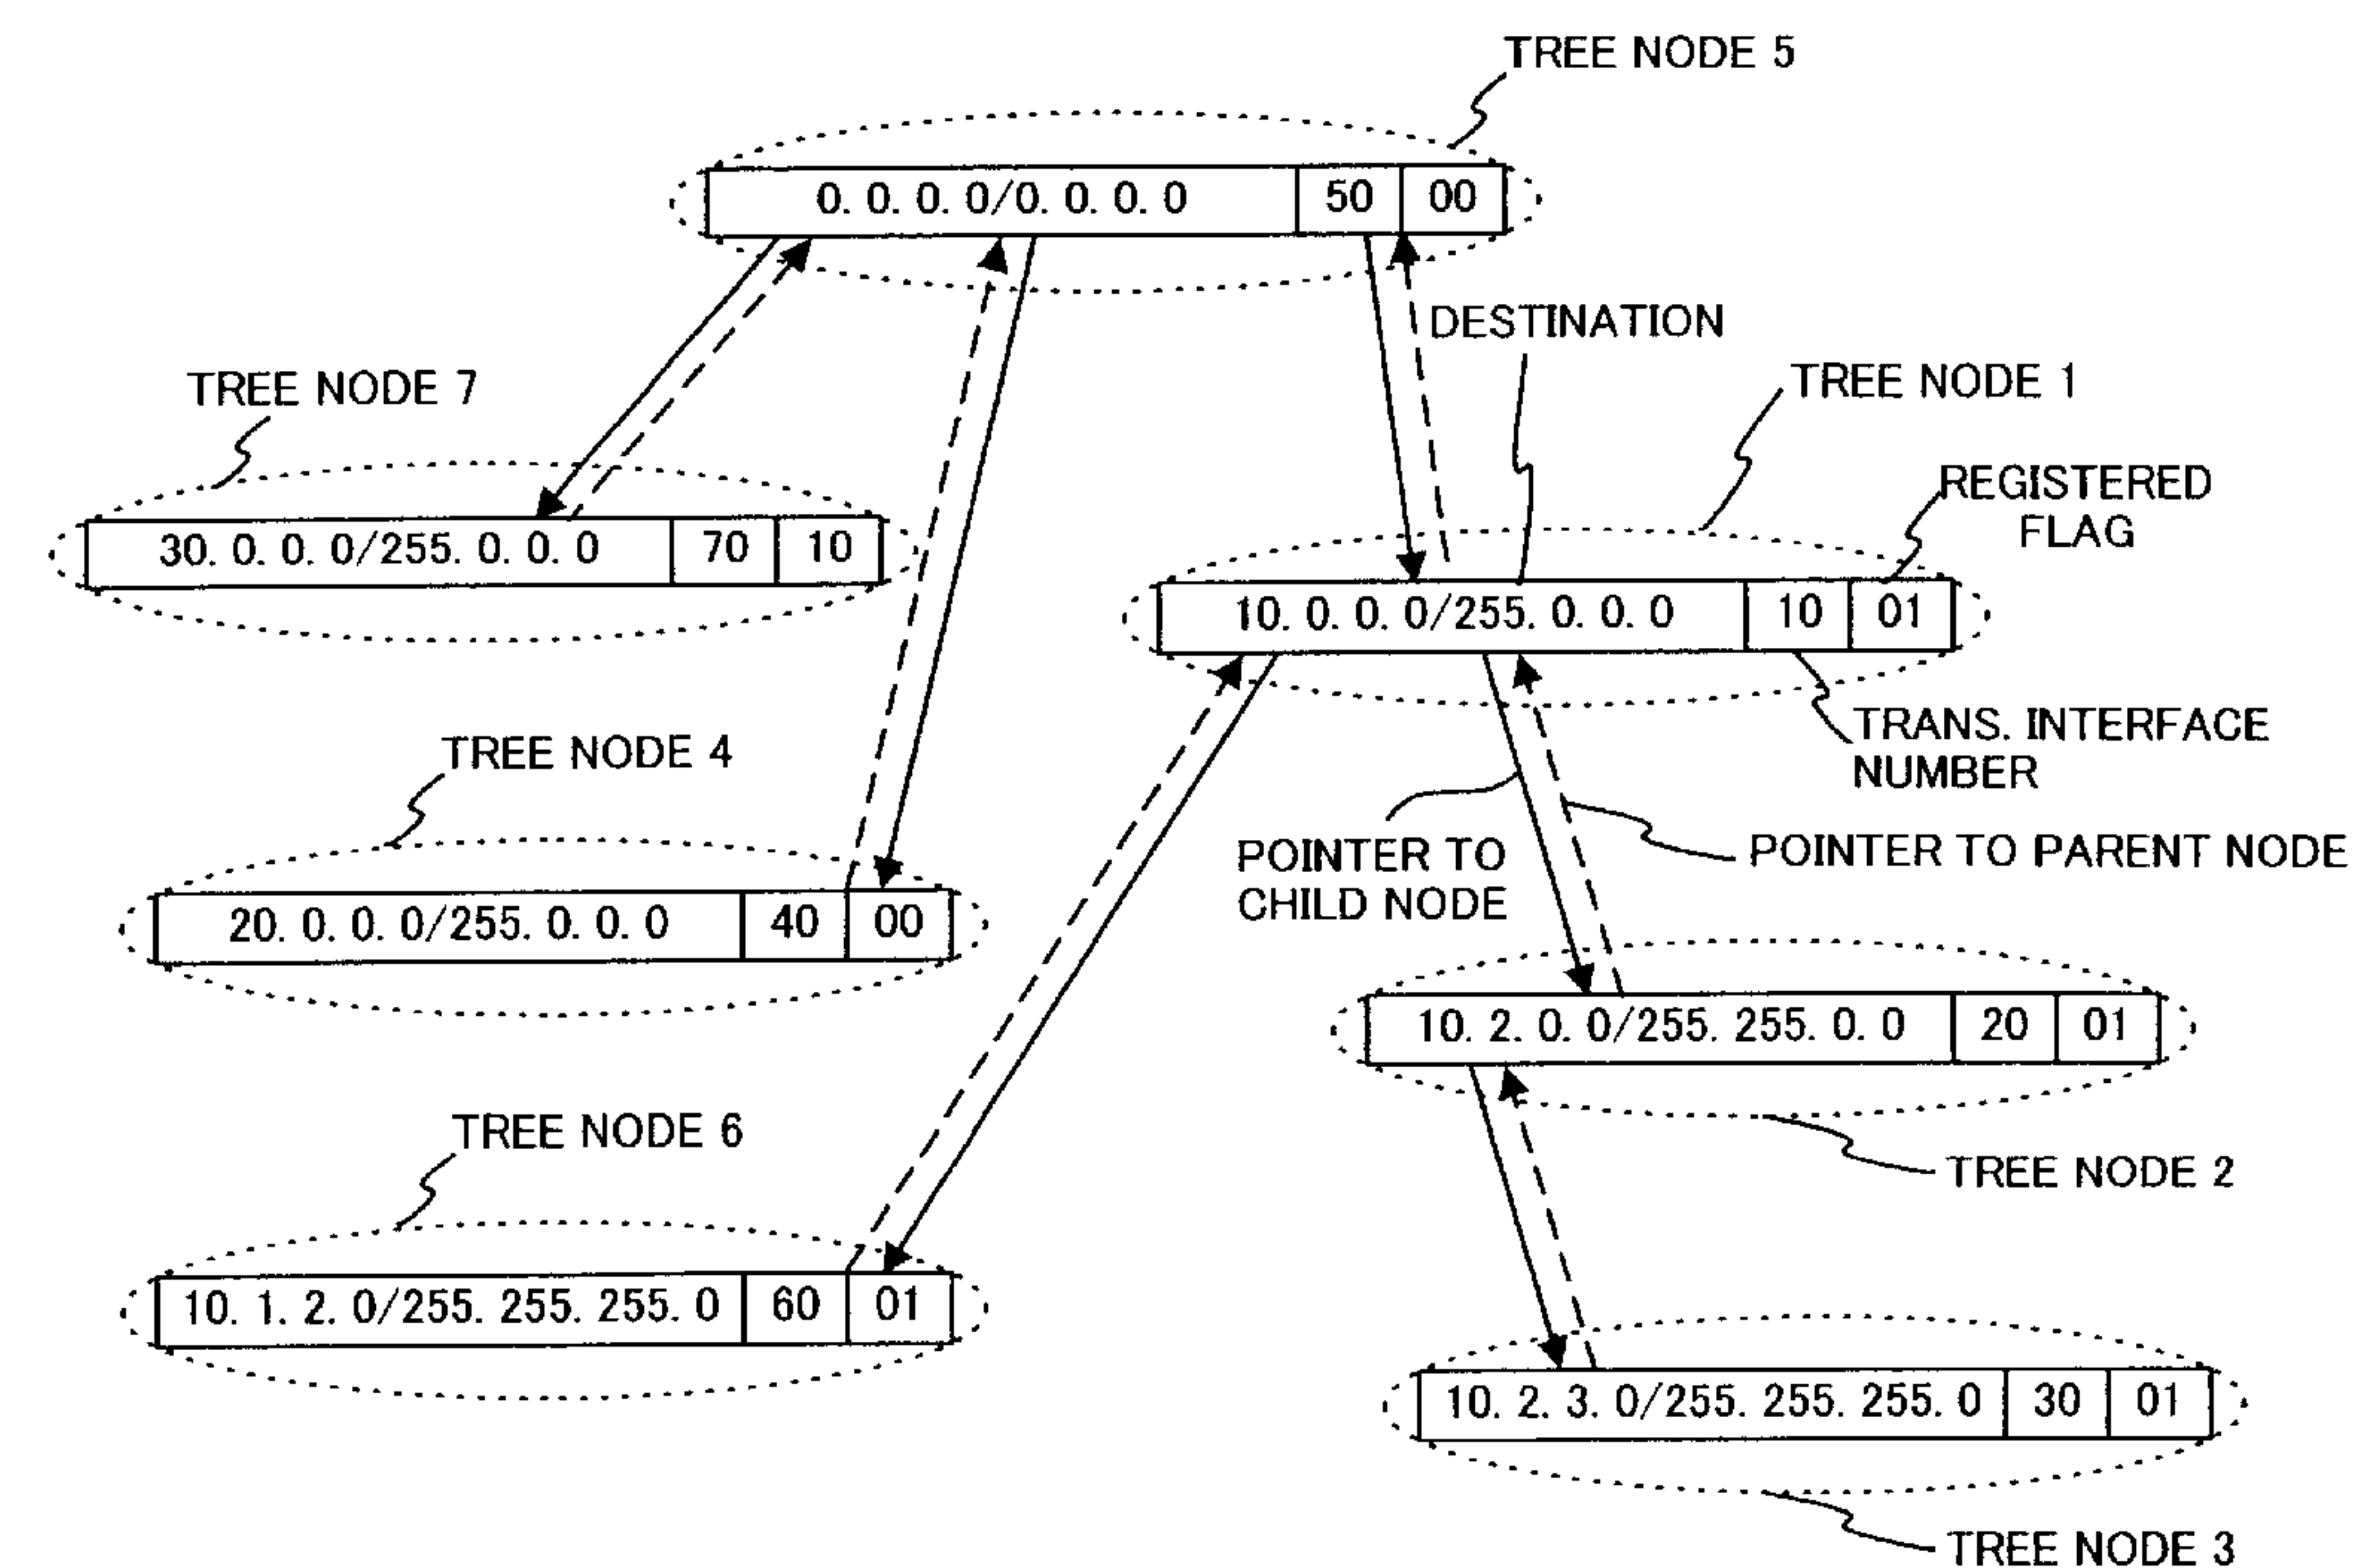 TREE NODE 5
0. 0. 0. 0/0. 0. 0. 0 50 00
DESTINATION
TREE NODE 7
TREE NODE 1
30. 0. 0. 0/255. 0. 0. 0 70 10
REGISTERED
FLAG
10. 0. 0. 0/255. 0. 0. 0 10 01
TREE NODE 4
TRANS. INTERFACE
NUMBER
POINTER TO
CHILD NODE
POINTER TO PARENT NODE
20. 0. 0. 0/255. 0. 0. 0 40 00
10. 2. 0. 0/255. 255. 0. 0 20 01
TREE NODE 6
TREE NODE 2
10. 1. 2. 0/255. 255. 255. 0 60 01
10. 2. 3. 0/255. 255. 255. 0 30 01
TREE NODE 3